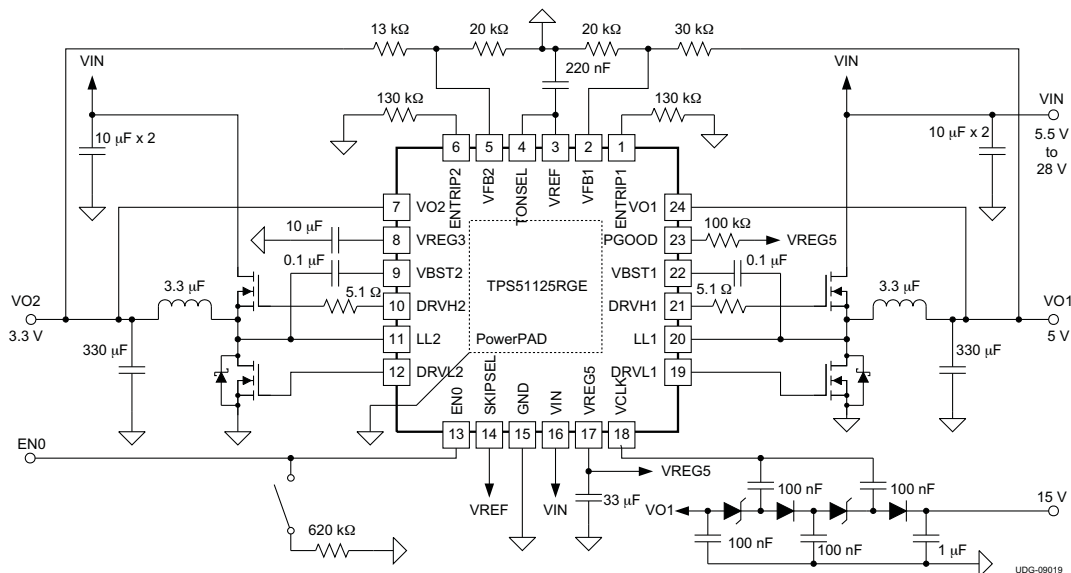 13 kΩ
20 kΩ
20 kΩ
30 kΩ
VIN
220 nF
VIN
VIN
130 kΩ
130 kΩ
10 μF x 2
10 μF x 2
5.5 V
to
28 V
6
5
4
3
2
1
ENTRIP2
VFB2
TONSEL
VREF
VFB1
ENTRIP1
7
VO2
VO1
24
10 μF
8
VREG3
PGOOD
23
100 kΩ
VREG5
0.1 μF
9
VBST2
TPS51125RGE
VBST1
22
0.1 μF
3.3 μF
5.1 Ω
10
DRVH2
DRVH1
21
5.1 Ω
3.3 μF
VO2
3.3 V
VO1
5 V
11
LL2
PowerPAD
LL1
20
330 μF
330 μF
12
DRVL2
DRVL1
19
EN0
SKIPSEL
GND
VIN
VREG5
VCLK
13
14
15
16
17
18
EN0
VREG5
VREF
VIN
33 μF
100 nF
100 nF
VO1
15 V
620 kΩ
100 nF
100 nF
1 μF
UDG-09019